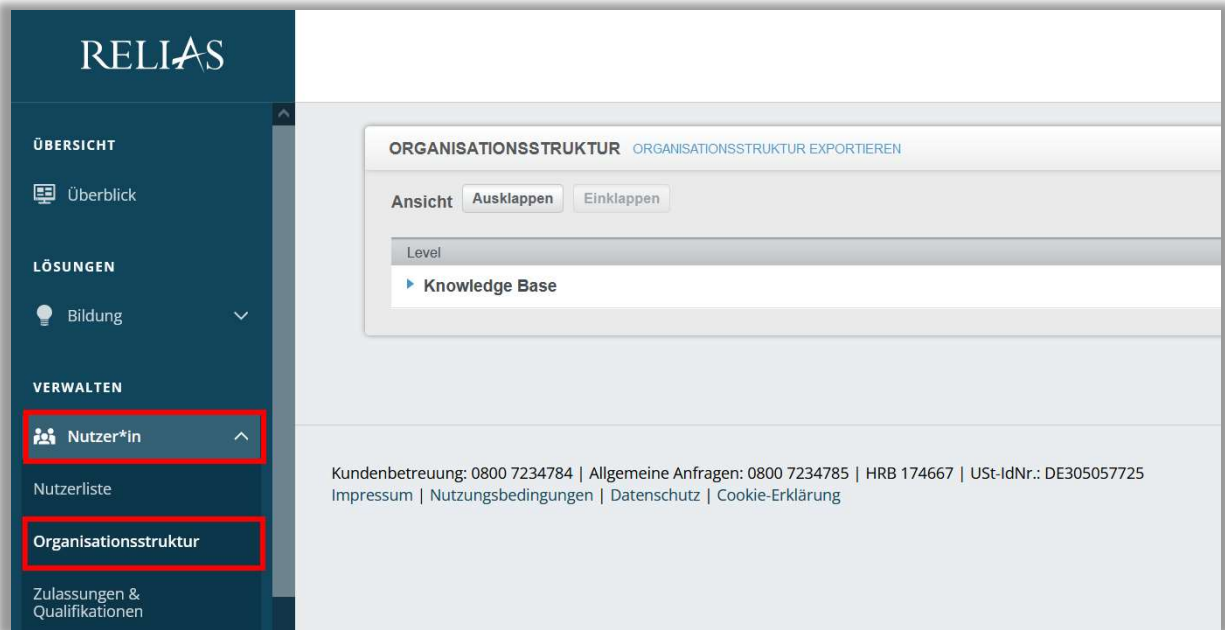 RELIAS
ÜBERSICHT
Überblick
LÖSUNGEN
Bildung
VERWALTEN
Nutzer*in
Nutzerliste
Organisationsstruktur
Zulassungen &
Qualifikationen
ORGANISATIONSSTRUKTUR ORGANISATIONSSTRUKTUR EXPORTIEREN
Ansicht Ausklappen Einklappen
Level
Knowledge Base
Kundenbetreuung: 0800 7234784 | Allgemeine Anfragen: 0800 7234785 | HRB 174667 | USt-IdNr.: DE305057725
Impressum | Nutzungsbedingungen | Datenschutz | Cookie-Erklärung